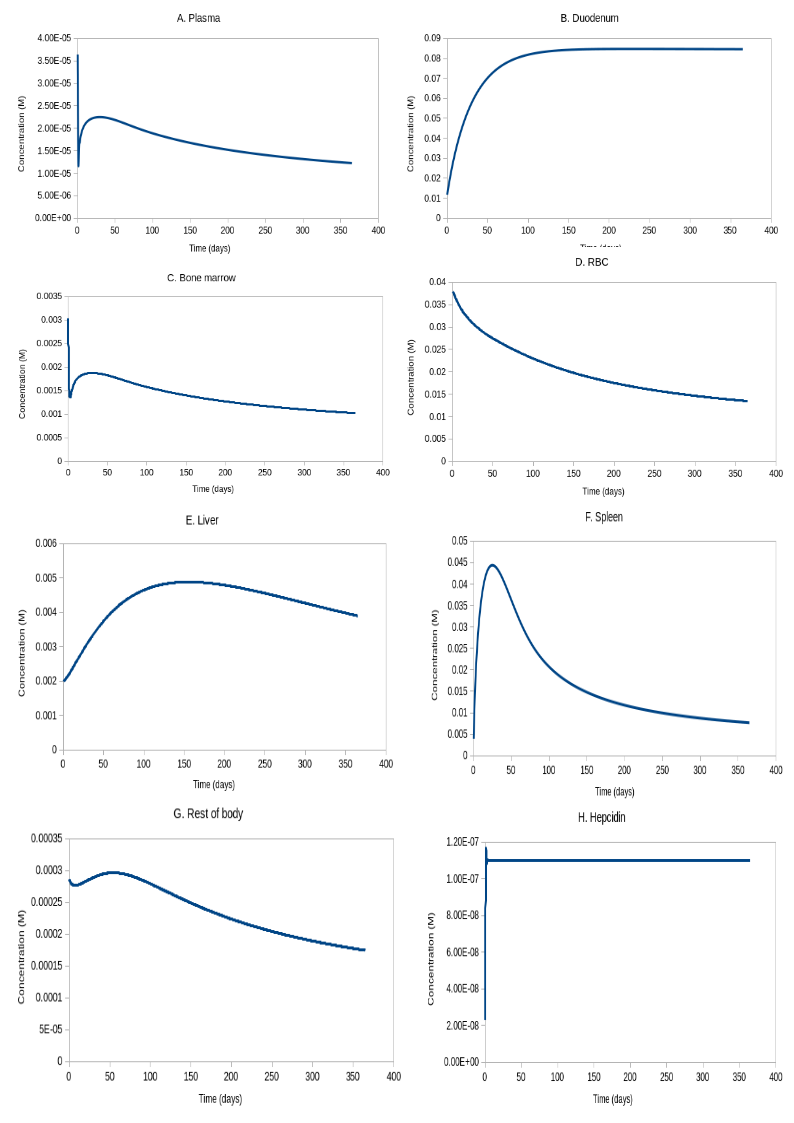 A. Plasma
4.00E-05
3.50E-05
3.00E-05
2.50E-05
2.00E-05
1.50E-05
1.00E-05
5.00E-06
0.00E+00
Concentration (M)
0 50 100 150 200 250 300 350 400
Time (days)
B. Duodenum
0.09
0.08
0.07
0.06
0.05
0.04
0.03
0.02
0.01
0
Concentration (M)
0 50 100 150 200 250 300 350 400
Time (days)
C. Bone marrow
0.0035
0.003
0.0025
0.002
0.0015
0.001
0.0005
0
Concentration (M)
0 50 100 150 200 250 300 350 400
Time (days)
D. RBC
0.04
0.035
0.03
0.025
0.02
0.015
0.01
0.005
0
Concentration (M)
0 50 100 150 200 250 300 350 400
Time (days)
E. Liver
0.006
0.005
0.004
0.003
0.002
0.001
0
Concentration (M)
0 50 100 150 200 250 300 350 400
Time (days)
F. Spleen
0.05
0.045
0.04
0.035
0.03
0.025
0.02
0.015
0.01
0.005
0
Concentration (M)
0 50 100 150 200 250 300 350 400
Time (days)
G. Rest of body
0.00035
0.0003
0.00025
0.0002
0.00015
0.0001
5E-05
0
Concentration (M)
0 50 100 150 200 250 300 350 400
Time (days)
H. Hepcidin
1.20E-07
1.00E-07
8.00E-08
6.00E-08
4.00E-08
2.00E-08
0.00E+00
Concentration (M)
0 50 100 150 200 250 300 350 400
Time (days)